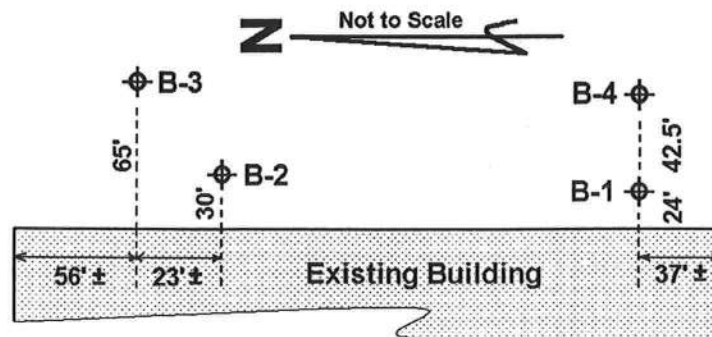 N
Not to Scale
B-3
B-4
65'
42.5'
B-2
B-1
30'
24'
56' ±
23' ±
Existing Building
37' ±